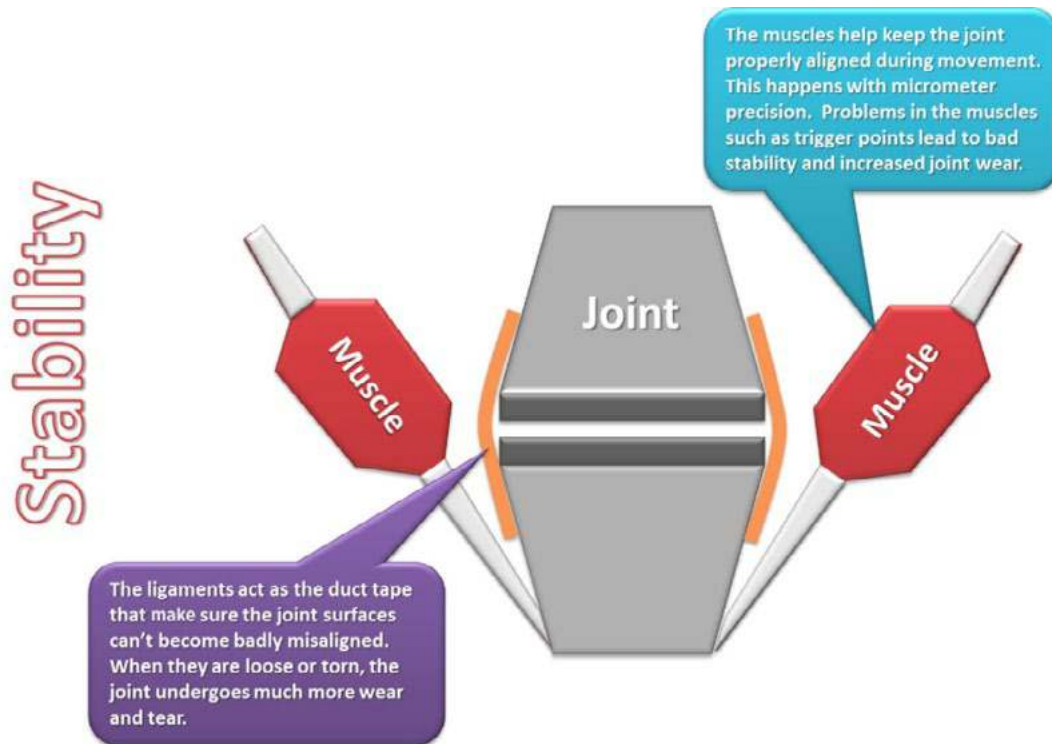 Stability
The muscles help keep the joint
properly aligned during movement.
This happens with micrometer
precision.  Problems in the muscles
such as trigger points lead to bad
stability and increased joint wear.
Joint
Muscle
Muscle
The ligaments act as the duct tape
that make sure the joint surfaces
can't become badly misaligned.
When they are loose or torn, the
joint undergoes much more wear
and tear.